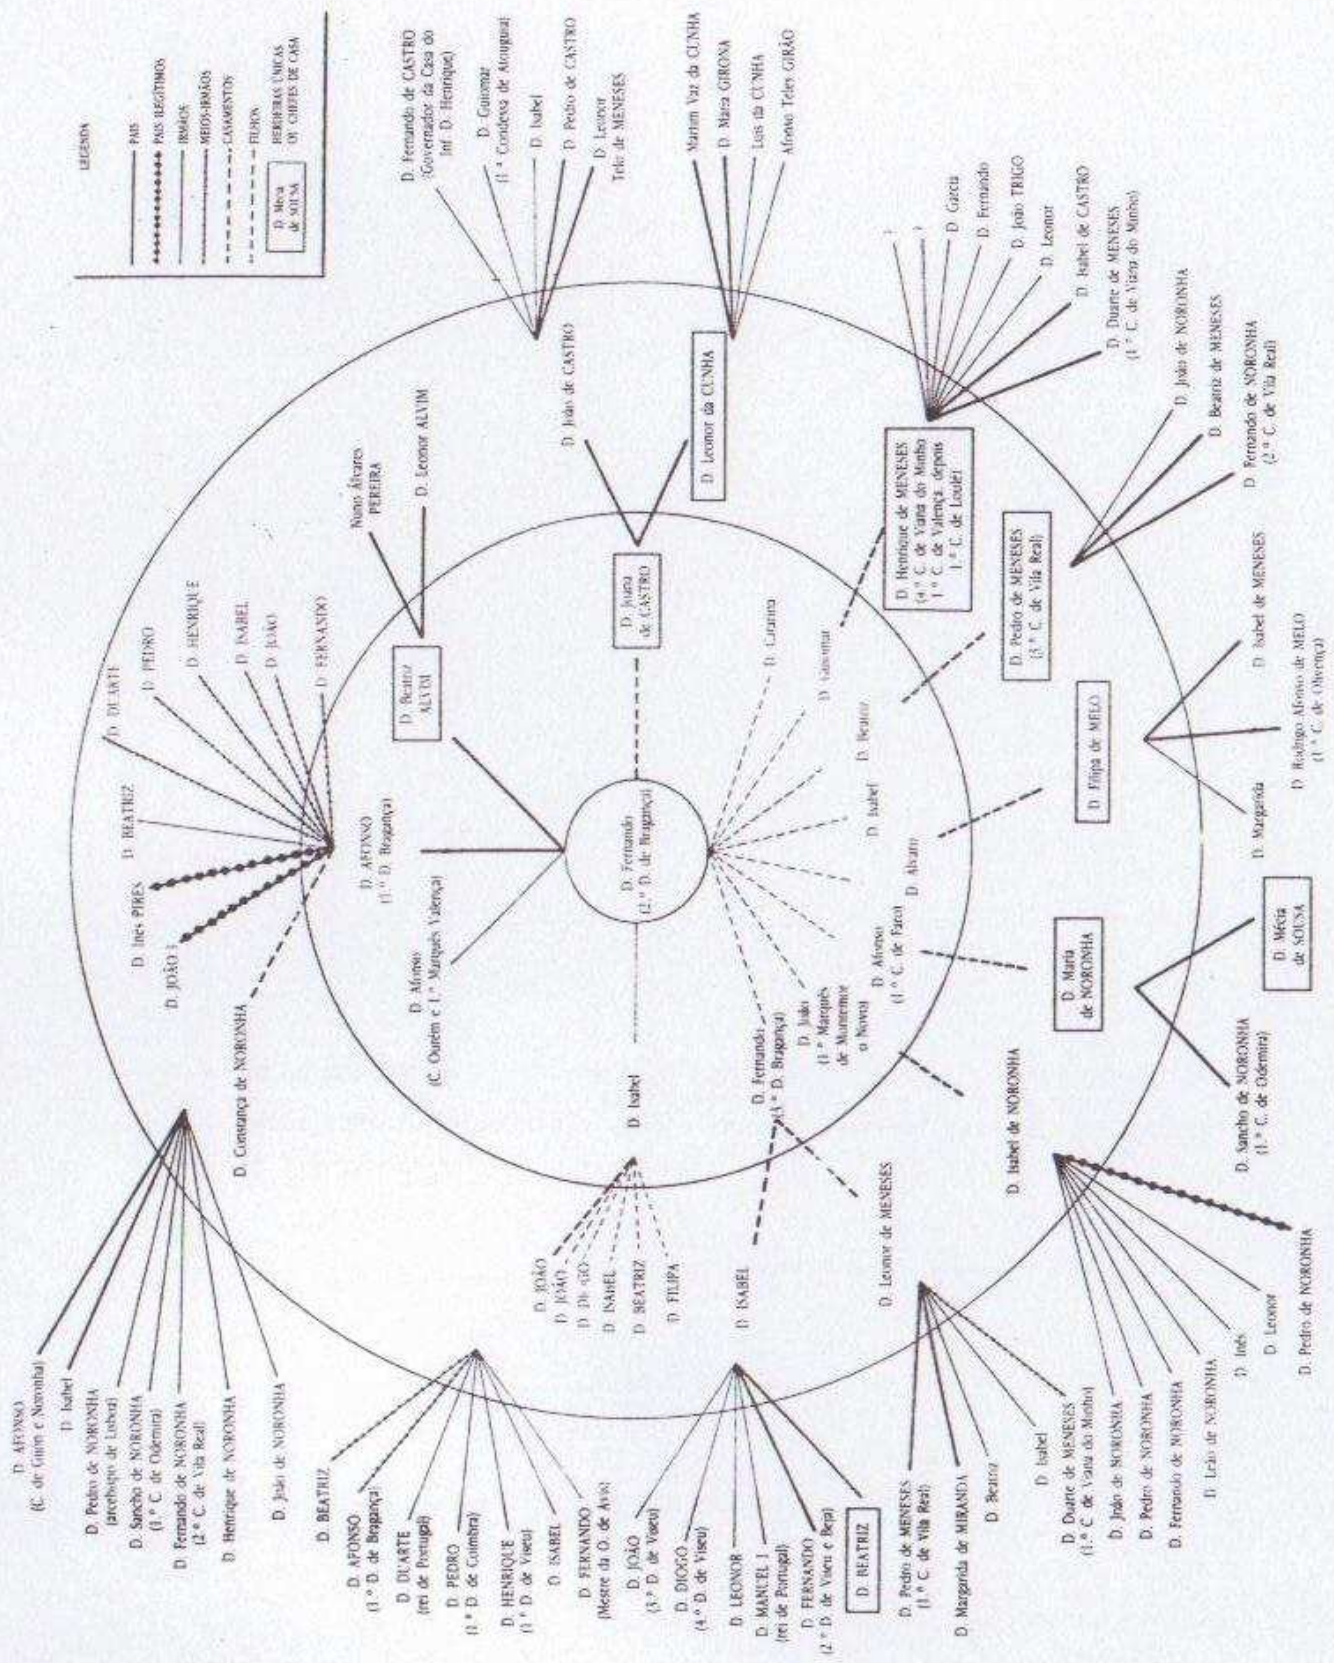 LEGENDA
PAIS
PAIS ILEGÍTIMOS
IRMÃOS
MEIOS-IRMÃOS
CASAMENTOS
FILHOS
D. Mécia
de SOUSA
HERDEIRAS ÚNICAS
OU CHEFES DE CASA
D. Fernando
(2.º D. de Bragança)
D. AFONSO
(1.º D. Bragança)
D. Beatriz
ALVIM
Nuno Álvares
PEREIRA
D. Leonor ALVIM
D. Afonso
(C. Ourém e 1.º Marquês Valença)
D. Constança de NORONHA
D. JOÃO I
D. Inês PIRES
D. BEATRIZ
D. DUARTE
D. PEDRO
D. HENRIQUE
D. ISABEL
D. JOÃO
D. FERNANDO
D. Joana
de CASTRO
D. João de CASTRO
D. Leonor da CUNHA
D. Fernando de CASTRO
(Governador da Casa do
Inf. D. Henrique)
D. Guiomar
(1.ª Condessa de Atouguia)
D. Isabel
D. Pedro de CASTRO
D. Leonor
Telo de MENESES
Martim Vaz da CUNHA
D. Maria GIRONA
Luís da CUNHA
Afonso Teles GIRÃO
D. Catarina
D. Guiomar
D. Beatriz
D. Isabel
D. Álvaro
D. Afonso
(1.º C. de Faro)
D. João
(1.º Marquês
de Montemor
o Novo)
D. Fernando
(3.º D. Bragança)
D. Henrique de MENESES
(4.º C. de Viana do Minho
1.º C. de Valença, depois
1.º C. de Loulé)
?
?
D. Garcia
D. Fernando
D. João TRIGO
D. Leonor
D. Isabel de CASTRO
D. Duarte de MENESES
(1.º C. de Viana do Minho)
D. Pedro de MENESES
(3.º C. de Vila Real)
D. João de NORONHA
D. Beatriz de MENESES
D. Fernando de NORONHA
(2.º C. de Vila Real)
D. Filipa de MELO
D. Isabel de MENESES
D. Rodrigo Afonso de MELO
(1.º C. de Olivença)
D. Margarida
D. Maria
de NORONHA
D. Mécia
de SOUSA
D. Sancho de NORONHA
(1.º C. de Odemira)
D. Isabel de NORONHA
D. Pedro de NORONHA
D. Leonor
D. Inês
D. Leão de NORONHA
D. Fernando de NORONHA
D. Pedro de NORONHA
D. João de NORONHA
D. Leonor de MENESES
D. Duarte de MENESES
(1.º C. de Viana do Minho)
D. Isabel
D. Beatriz
D. Margarida de MIRANDA
D. Pedro de MENESES
(1.º C. de Vila Real)
D. ISABEL
D. BEATRIZ
D. FERNANDO
(2.º D. de Viseu e Beja)
D. MANUEL I
(rei de Portugal)
D. LEONOR
D. DIOGO
(4.º D. de Viseu)
D. JOÃO
(3.º D. de Viseu)
D. Isabel
D. JOÃO
D. JOÃO
D. DIOGO
D. ISABEL
D. BEATRIZ
D. FILIPA
D. FERNANDO
(Mestre da O. de Avis)
D. ISABEL
D. HENRIQUE
(1.º D. de Viseu)
D. PEDRO
(1.º D. de Coimbra)
D. DUARTE
(rei de Portugal)
D. AFONSO
(1.º D. de Bragança)
D. BEATRIZ
D. João de NORONHA
D. Henrique de NORONHA
D. Fernando de NORONHA
(2.º C. de Vila Real)
D. Sancho de NORONHA
(1.º C. de Odemira)
D. Pedro de NORONHA
(arcebispo de Lisboa)
D. Isabel
D. AFONSO
(C. de Gijón e Noronha)